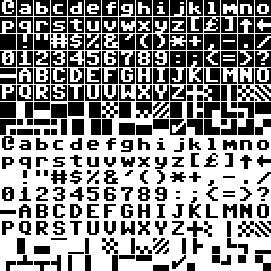 @abcdefghijklmno
pqrstuvwxyz[£]↑←
!"#$%&'()*+,-./
0123456789:;<=>?
─ABCDEFGHIJKLMNO
PQRSTUVWXYZ
@abcdefghijklmno
pqrstuvwxyz[£]↑←
!"#$%&'()*+,-./
0123456789:;<=>?
─ABCDEFGHIJKLMNO
PQRSTUVWXYZ